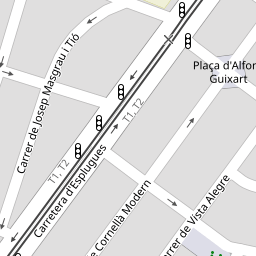 Plaça d'Alfon
Guixart
Carrer de Josep Masgrau i Tió
T1, T2
T1, T2
Carretera d'Esplugues
de Cornellà Modern
rrer de Vista Alegre